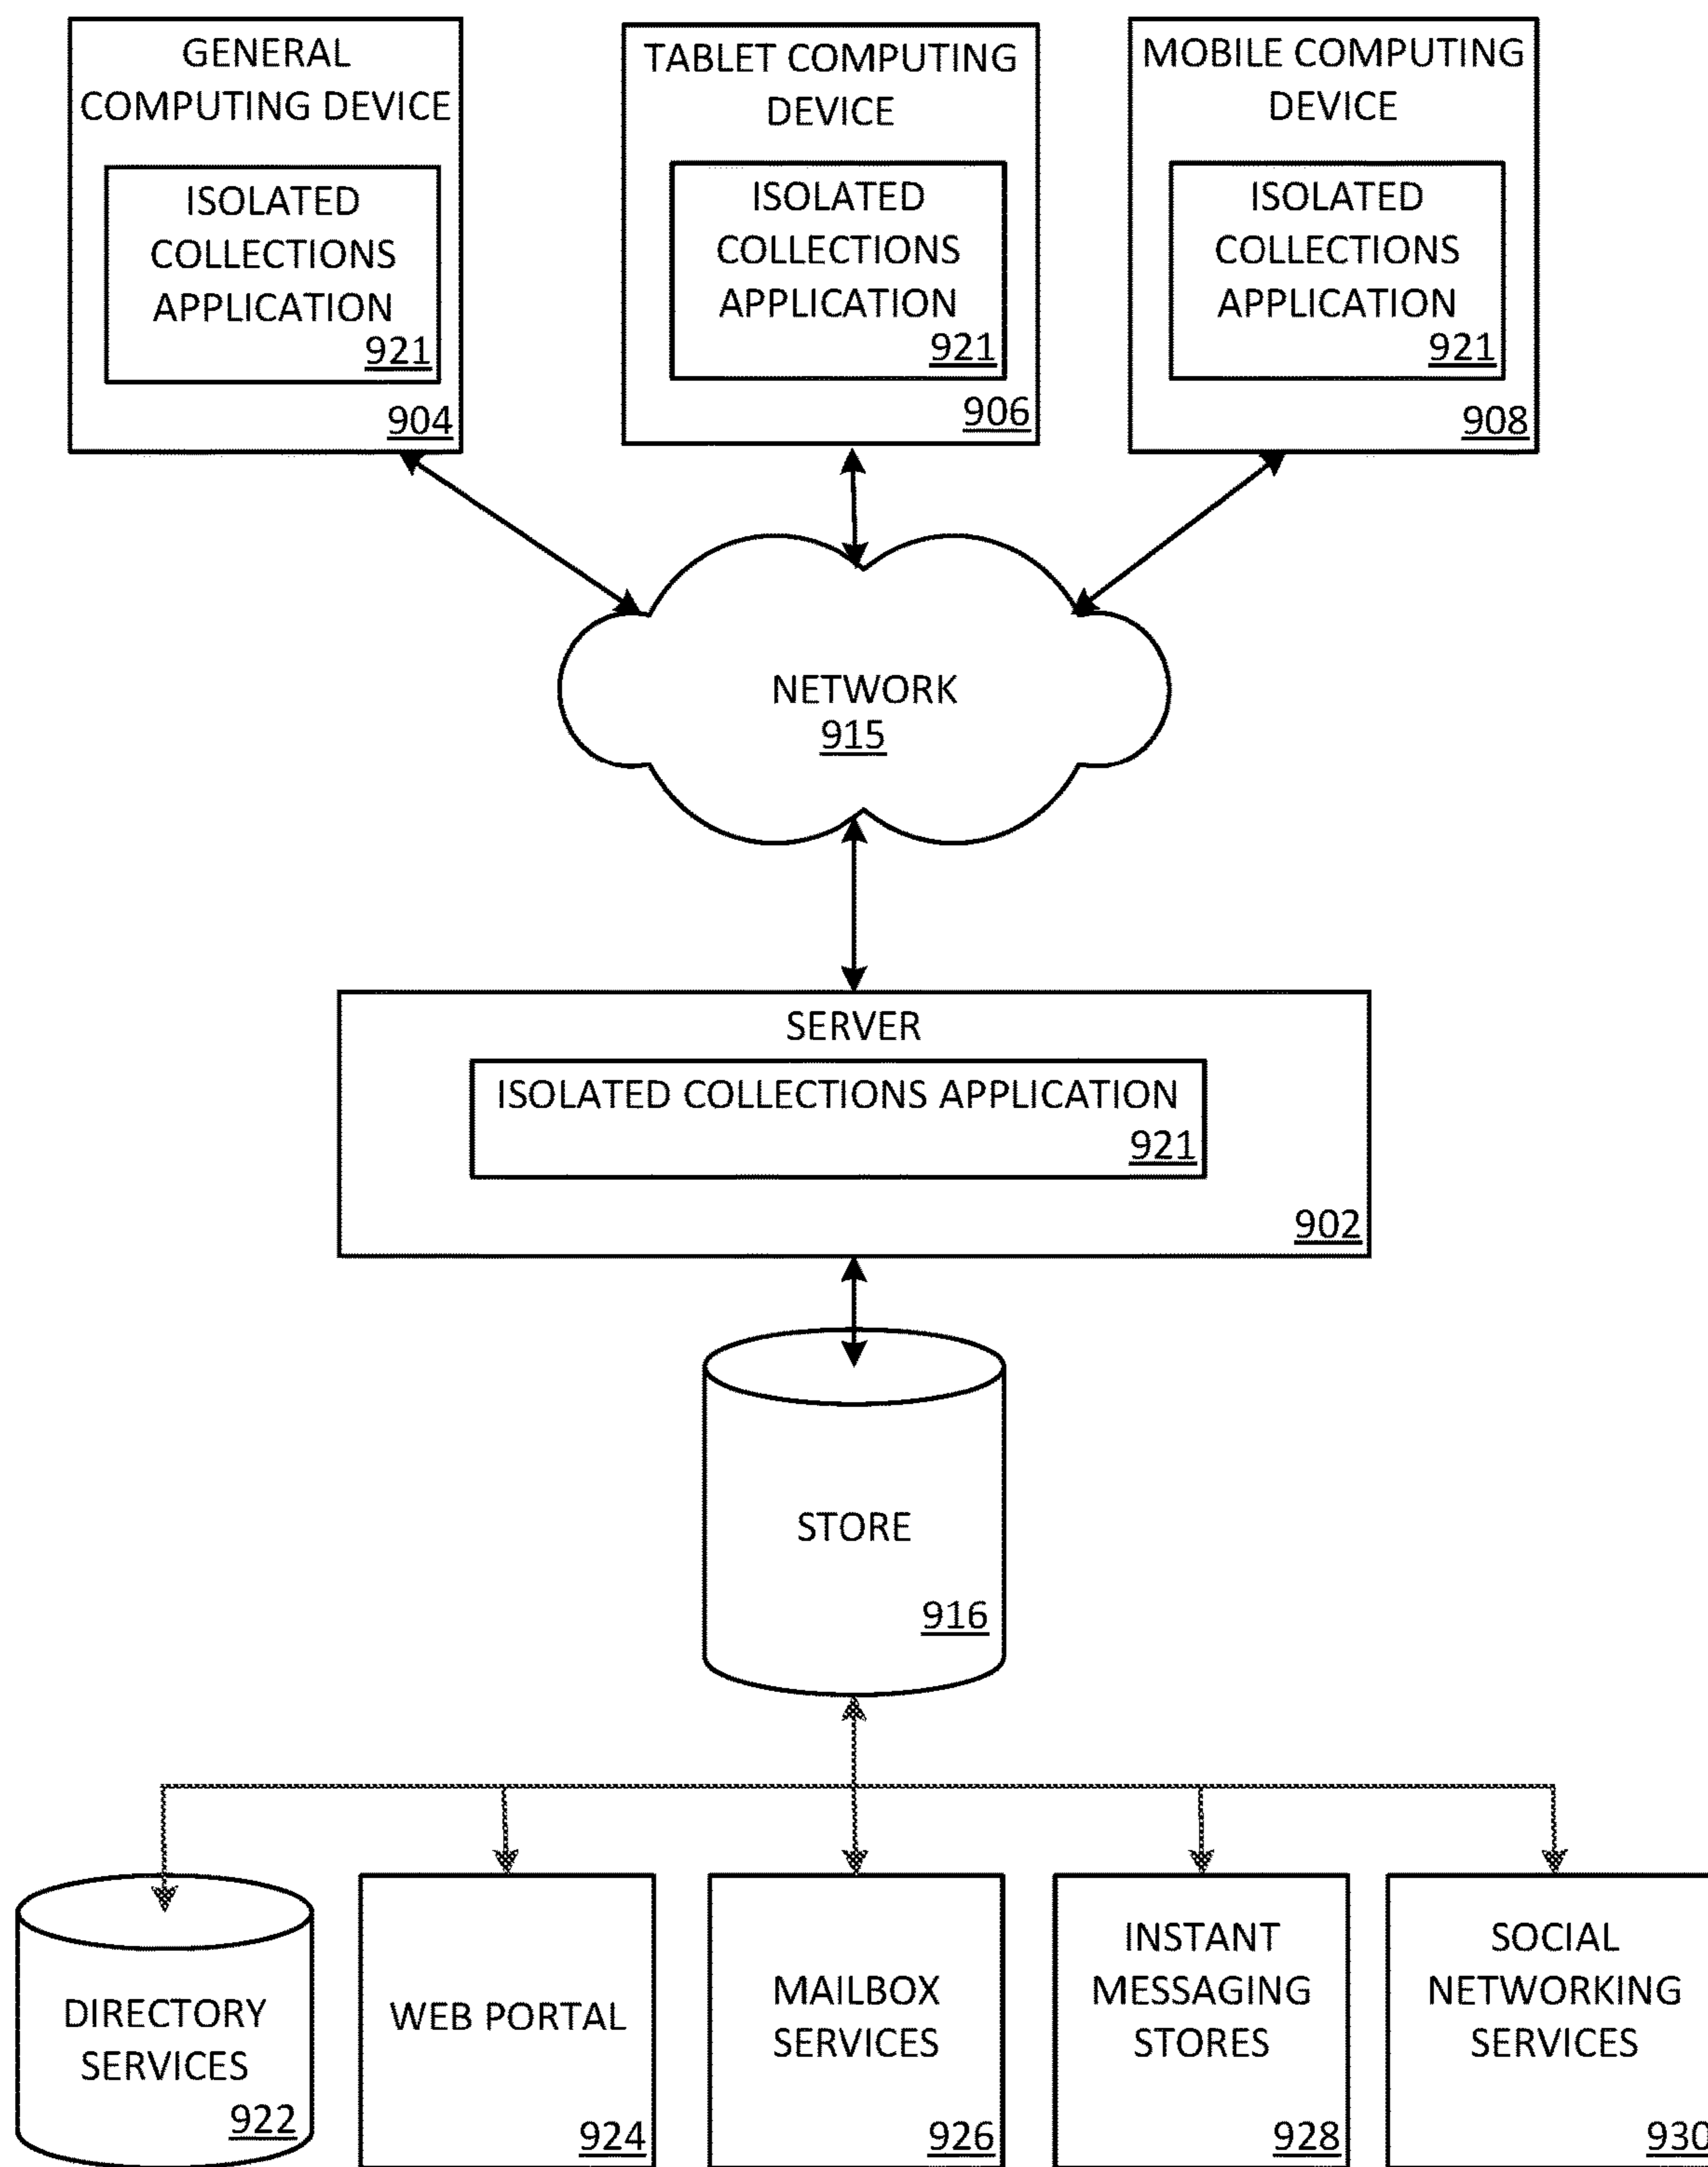 GENERAL
COMPUTING DEVICE
ISOLATED
COLLECTIONS
APPLICATION
921
904
TABLET COMPUTING
DEVICE
ISOLATED
COLLECTIONS
APPLICATION
921
906
MOBILE COMPUTING
DEVICE
ISOLATED
COLLECTIONS
APPLICATION
921
908
NETWORK
915
SERVER
ISOLATED COLLECTIONS APPLICATION
921
902
STORE
916
DIRECTORY
SERVICES
922
WEB PORTAL
924
MAILBOX
SERVICES
926
INSTANT
MESSAGING
STORES
928
SOCIAL
NETWORKING
SERVICES
930